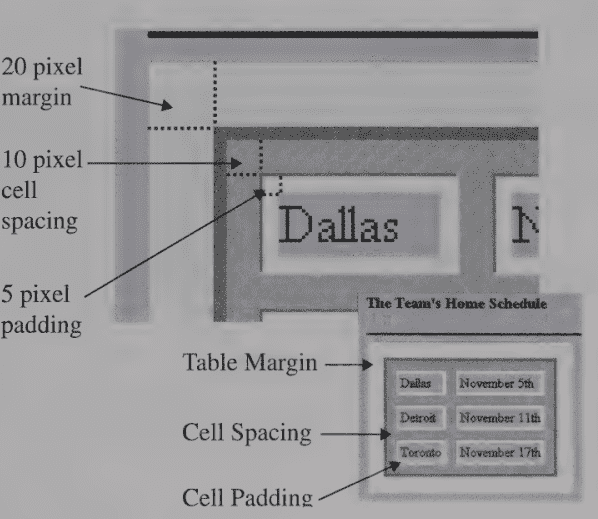 20 pixel
margin
10 pixel
cell
spacing
Dallas
N
5 pixel
padding
The Team's Home Schedule
Table Margin
Dallas November 5th
Detroit November 11th
Cell Spacing
Toronto November 17th
Cell Padding